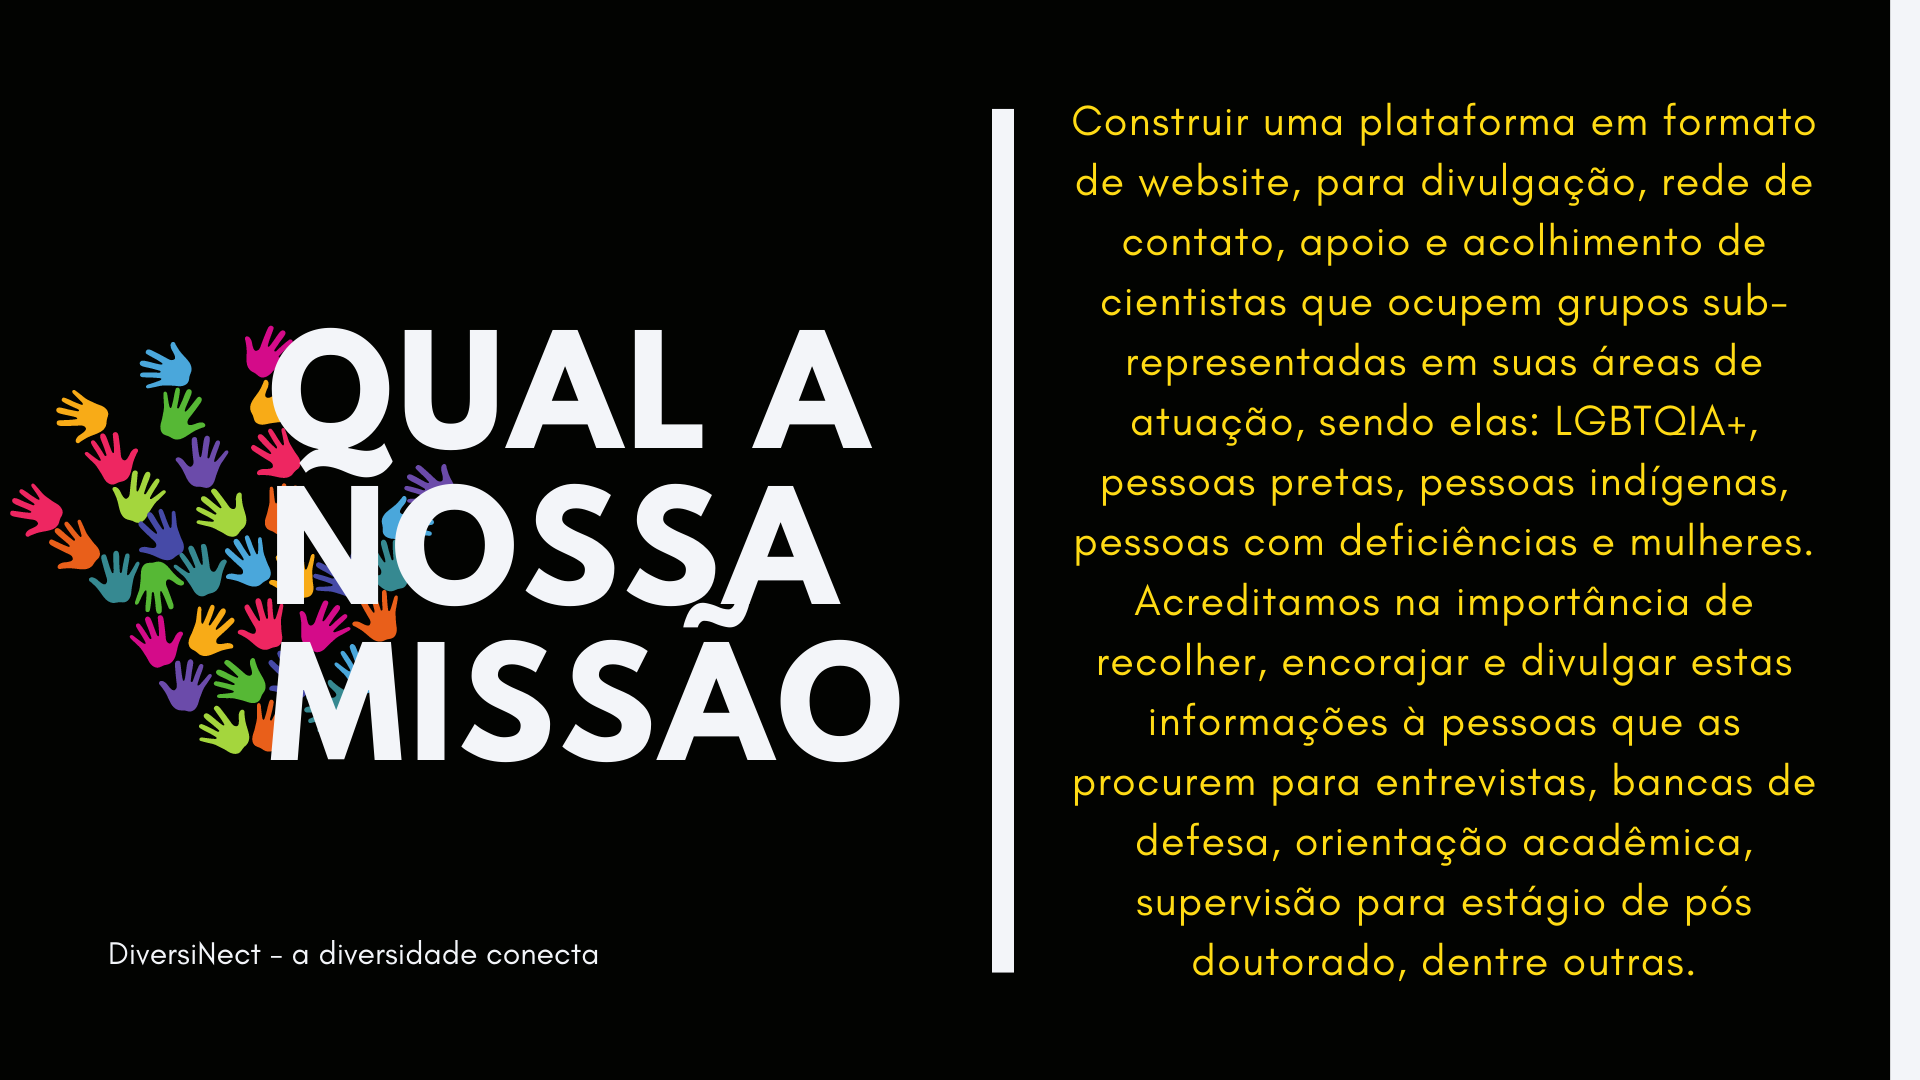 QUAL A
NOSSA
MISSÃO
DiversiNect - a diversidade conecta
Construir uma plataforma em formato
de website, para divulgação, rede de
contato, apoio e acolhimento de
cientistas que ocupem grupos sub-
representadas em suas áreas de
atuação, sendo elas: LGBTQIA+,
pessoas pretas, pessoas indígenas,
pessoas com deficiências e mulheres.
Acreditamos na importância de
recolher, encorajar e divulgar estas
informações à pessoas que as
procurem para entrevistas, bancas de
defesa, orientação acadêmica,
supervisão para estágio de pós
doutorado, dentre outras.